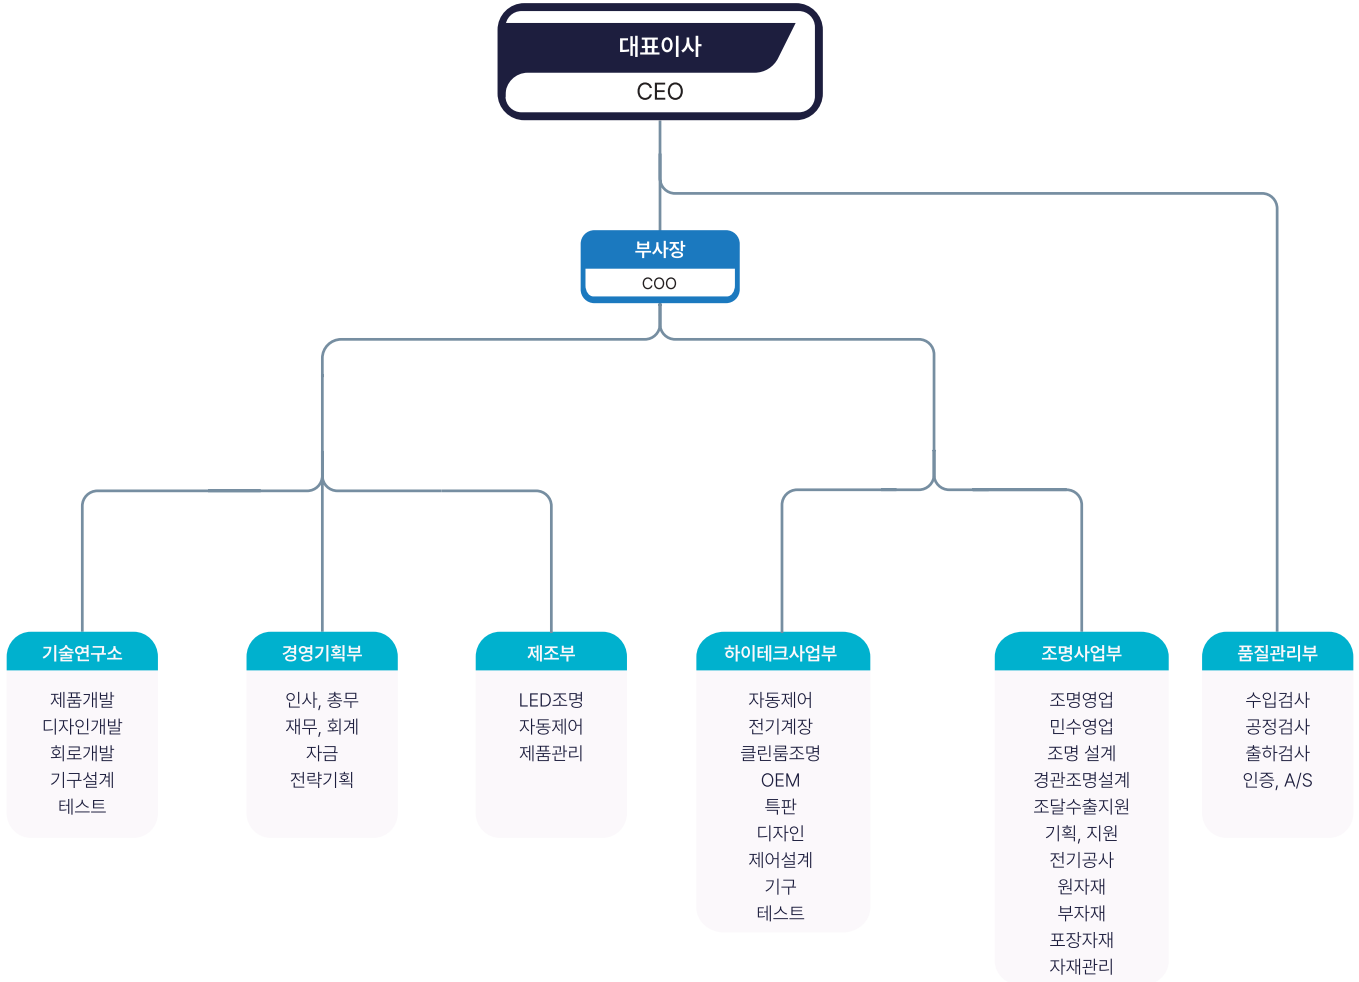 대표이사
CEO
부사장
COO
기술연구소
제품개발
디자인개발
회로개발
기구설계
테스트
경영기획부
인사, 총무
재무, 회계
자금
전략기획
제조부
LED조명
자동제어
제품관리
하이테크사업부
자동제어
전기계장
클린룸조명
OEM
특판
디자인
제어설계
기구
테스트
조명사업부
조명영업
민수영업
조명 설계
경관조명설계
조달수출지원
기획, 지원
전기공사
원자재
부자재
포장자재
자재관리
품질관리부
수입검사
공정검사
출하검사
인증, A/S